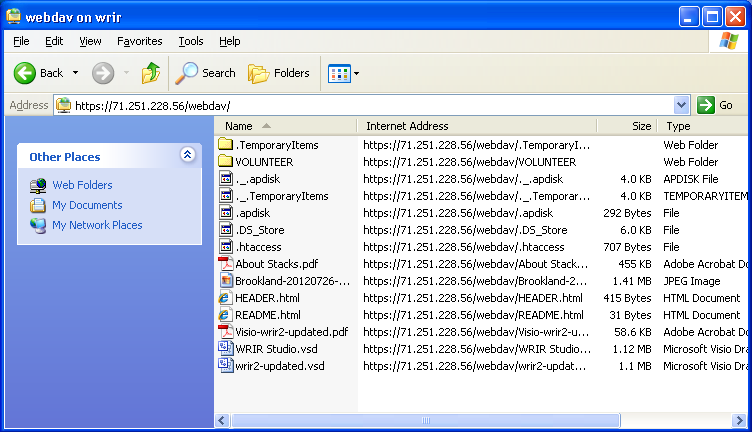 webdav on wrir
File Edit View Favorites Tools Help
Back Search Folders
Address https://71.251.228.56/webdav/ Go
Name Internet Address Size Type
Other Places
Web Folders
My Documents
My Network Places
.TemporaryItems https://71.251.228.56/webdav/.TemporaryI... Web Folder
VOLUNTEER https://71.251.228.56/webdav/VOLUNTEER Web Folder
._.apdisk https://71.251.228.56/webdav/._.apdisk 4.0 KB APDISK File
._.TemporaryItems https://71.251.228.56/webdav/._.Temporar... 4.0 KB TEMPORARYITEM
.apdisk https://71.251.228.56/webdav/.apdisk 292 Bytes File
.DS_Store https://71.251.228.56/webdav/.DS_Store 6.0 KB File
.htaccess https://71.251.228.56/webdav/.htaccess 707 Bytes File
About Stacks.pdf https://71.251.228.56/webdav/About Stack... 455 KB Adobe Acrobat Do
Brookland-20120726-... https://71.251.228.56/webdav/Brookland-2... 1.41 MB JPEG Image
HEADER.html https://71.251.228.56/webdav/HEADER.html 415 Bytes HTML Document
README.html https://71.251.228.56/webdav/README.html 31 Bytes HTML Document
Visio-wrir2-updated.pdf https://71.251.228.56/webdav/Visio-wrir2-u... 58.6 KB Adobe Acrobat Do
WRIR Studio.vsd https://71.251.228.56/webdav/WRIR Studio... 1.12 MB Microsoft Visio Dra
wrir2-updated.vsd https://71.251.228.56/webdav/wrir2-updat... 1.1 MB Microsoft Visio Dra